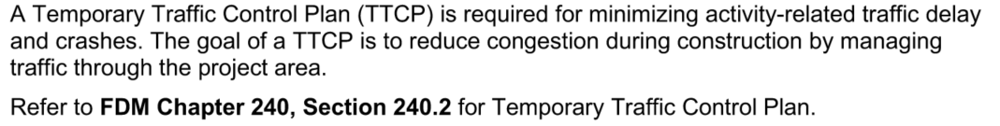 A Temporary Traffic Control Plan (TTCP) is required for minimizing activity-related traffic delay
and crashes. The goal of a TTCP is to reduce congestion during construction by managing
traffic through the project area.
Refer to FDM Chapter 240, Section 240.2 for Temporary Traffic Control Plan.